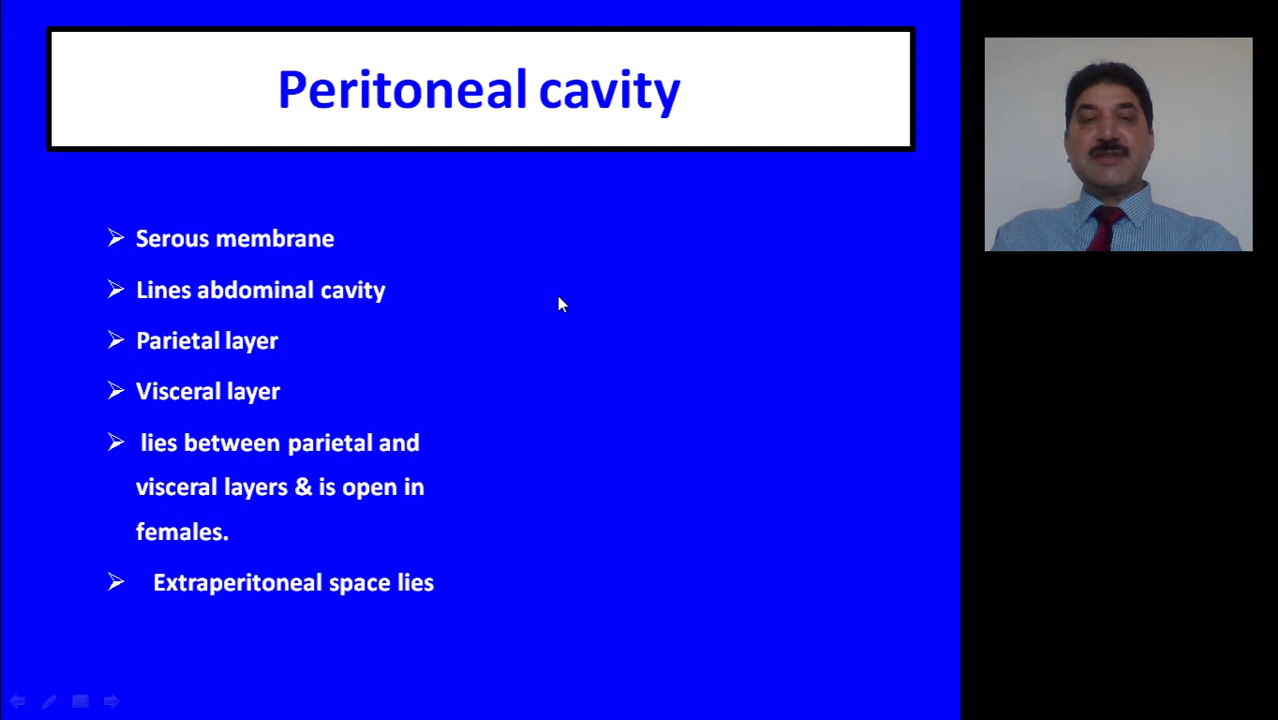 Peritoneal cavity
➢ Serous membrane
➢ Lines abdominal cavity
➢ Parietal layer
➢ Visceral layer
➢ lies between parietal and
visceral layers & is open in
females.
➢ Extraperitoneal space lies